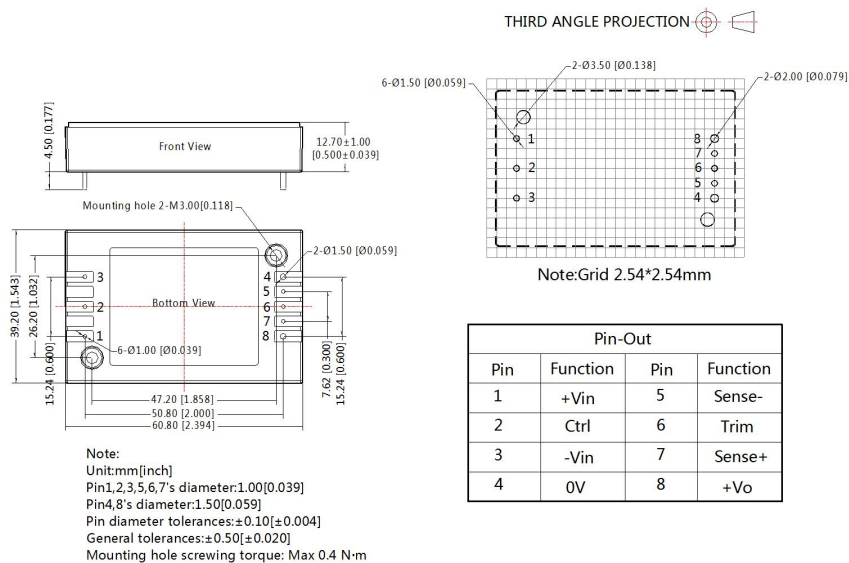 THIRD ANGLE PROJECTION
2-Ø3.50 [Ø0.138]
6-Ø1.50 [Ø0.059]
2-Ø2.00 [Ø0.079]
4.50 [0.177]
Front View
12.70±1.00
[0.500±0.039]
1
2
3
8
7
6
5
4
Note:Grid 2.54*2.54mm
Mounting hole 2-M3.00[0.118]
2-Ø1.50 [Ø0.059]
39.20 [1.543]
26.20 [1.032]
15.24 [0.600]
3
2
1
Bottom View
4
5
6
7
8
6-Ø1.00 [Ø0.039]
7.62 [0.300]
15.24 [0.600]
47.20 [1.858]
50.80 [2.000]
60.80 [2.394]
Note:
Unit:mm[inch]
Pin1,2,3,5,6,7's diameter:1.00[0.039]
Pin4,8's diameter:1.50[0.059]
Pin diameter tolerances:±0.10[±0.004]
General tolerances:±0.50[±0.020]
Mounting hole screwing torque: Max 0.4 N·m
Pin-Out
Pin Function Pin Function
1 +Vin 5 Sense-
2 Ctrl 6 Trim
3 -Vin 7 Sense+
4 0V 8 +Vo